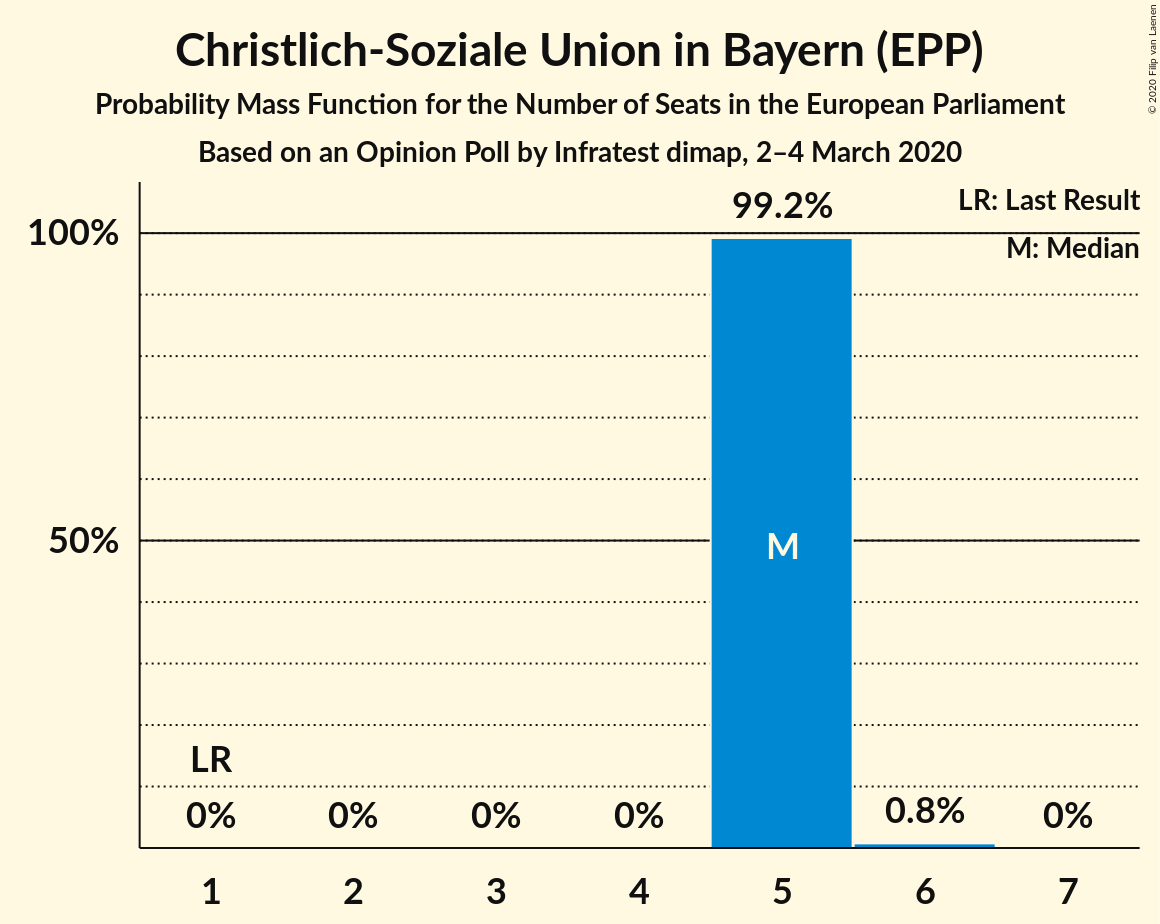 Christlich-Soziale Union in Bayern (EPP)
Probability Mass Function for the Number of Seats in the European Parliament
Based on an Opinion Poll by Infratest dimap, 2–4 March 2020
© 2020 Filip van Laenen
LR: Last Result
M: Median
99.2%
100%
50%
M
LR
0%
0%
0%
0%
0.8%
0%
1
2
3
4
5
6
7